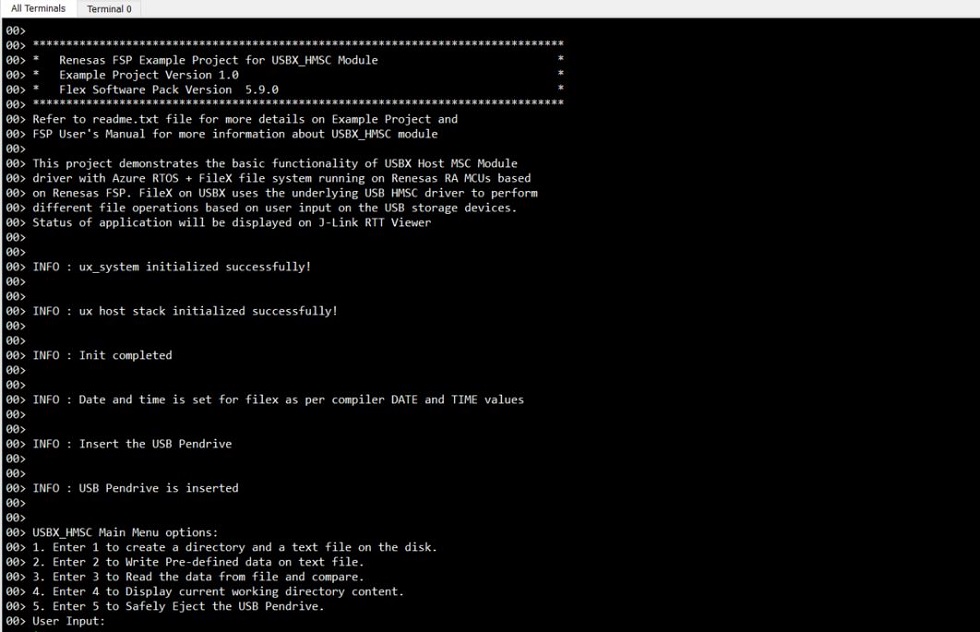 All Terminals Terminal 0
00>
00> ********************************************************************************
00> *   Renesas FSP Example Project for USBX_HMSC Module                           *
00> *   Example Project Version 1.0                                                *
00> *   Flex Software Pack Version  5.9.0                                          *
00> ********************************************************************************
00> Refer to readme.txt file for more details on Example Project and
00> FSP User's Manual for more information about USBX_HMSC module
00>
00> This project demonstrates the basic functionality of USBX Host MSC Module
00> driver with Azure RTOS + FileX file system running on Renesas RA MCUs based
00> on Renesas FSP. FileX on USBX uses the underlying USB HMSC driver to perform
00> different file operations based on user input on the USB storage devices.
00> Status of application will be displayed on J-Link RTT Viewer
00>
00>
00> INFO : ux_system initialized successfully!
00>
00>
00> INFO : ux host stack initialized successfully!
00>
00>
00> INFO : Init completed
00>
00>
00> INFO : Date and time is set for filex as per compiler DATE and TIME values
00>
00>
00> INFO : Insert the USB Pendrive
00>
00>
00> INFO : USB Pendrive is inserted
00>
00>
00> USBX_HMSC Main Menu options:
00> 1. Enter 1 to create a directory and a text file on the disk.
00> 2. Enter 2 to Write Pre-defined data on text file.
00> 3. Enter 3 to Read the data from file and compare.
00> 4. Enter 4 to Display current working directory content.
00> 5. Enter 5 to Safely Eject the USB Pendrive.
00> User Input: